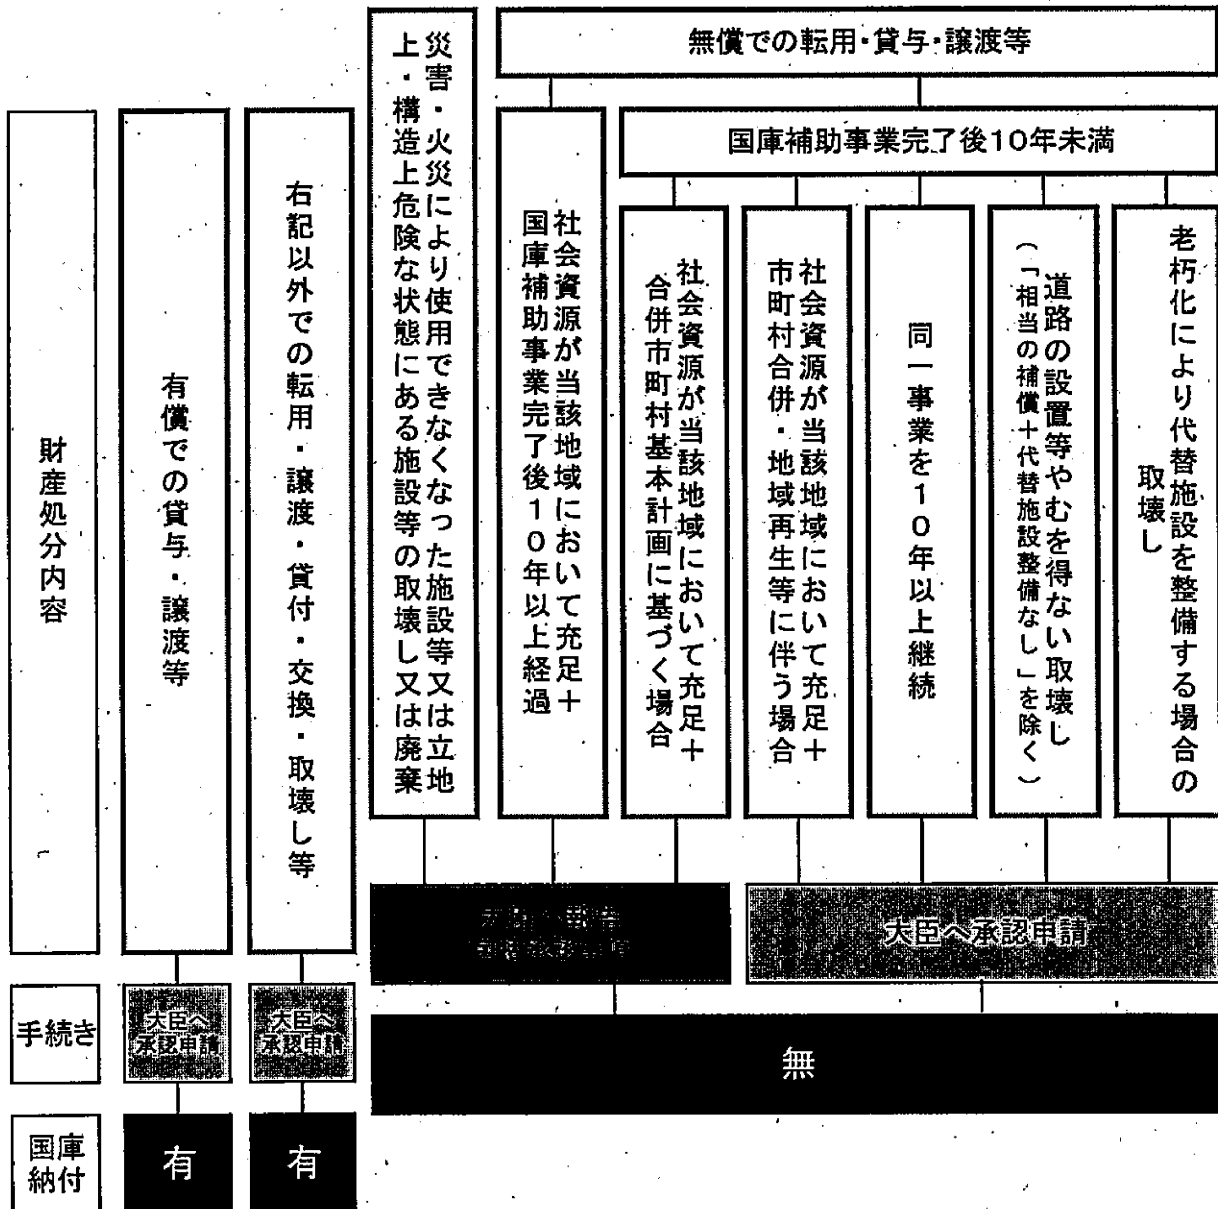 無償での転用・貸与・譲渡等
国庫補助事業完了後10年未満
老朽化により代替施設を整備する場合の
取壊し
道路の設置等やむを得ない取壊し
(「相当の補償＋代替施設整備なし」を除く)
同一事業を10年以上継続
社会資源が当該地域において充足＋
市町村合併・地域再生等に伴う場合
社会資源が当該地域において充足＋
合併市町村基本計画に基づく場合
社会資源が当該地域において充足＋
国庫補助事業完了後10年以上経過
災害・火災により使用できなくなった施設等又は立地
上・構造上危険な状態にある施設等の取壊し又は廃棄
右記以外での転用・譲渡・貸付・交換・取壊し等
有償での貸与・譲渡等
財産処分内容
大臣へ承認申請
手続き
大臣へ
承認申請
大臣へ
承認申請
無
国庫
納付
有
有